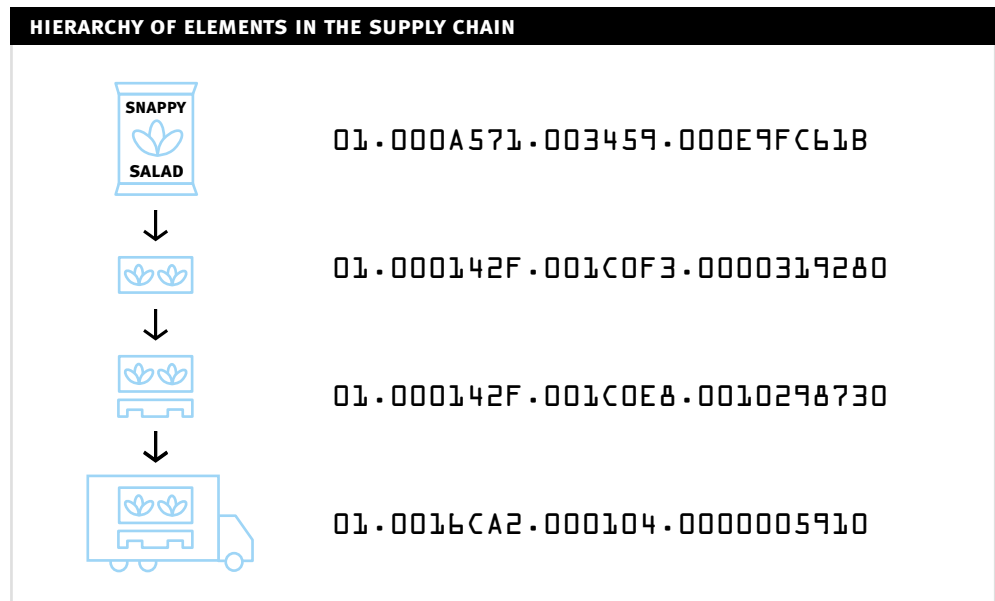 HIERARCHY OF ELEMENTS IN THE SUPPLY CHAIN
SNAPPY
SALAD
01.000A571.003459.000E9FC61B
01.000142F.001C0F3.0000319280
01.000142F.001C0E8.0010298730
01.0016CA2.000104.0000005910